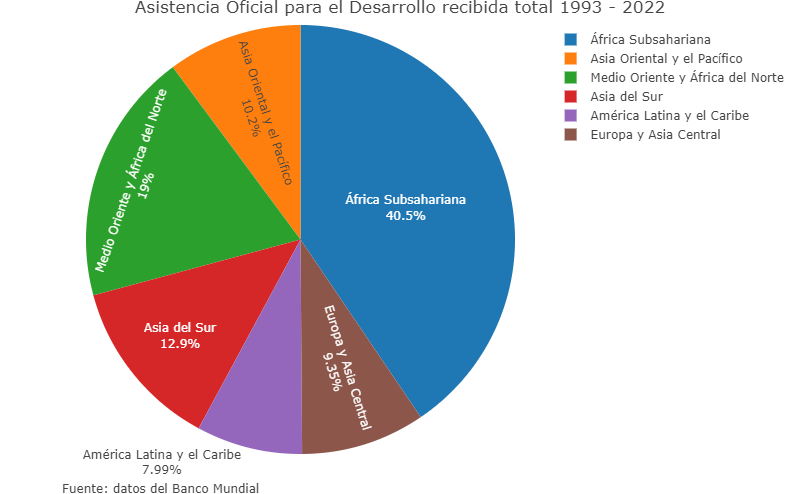 Asistencia Oficial para el Desarrollo recibida total 1993 - 2022
África Subsahariana
Asia Oriental y el Pacífico
Medio Oriente y África del Norte
Asia del Sur
América Latina y el Caribe
Europa y Asia Central
Asia Oriental y el Pacífico
10.2%
Medio Oriente y África del Norte
19%
África Subsahariana
40.5%
Asia del Sur
12.9%
Europa y Asia Central
9.35%
América Latina y el Caribe
7.99%
Fuente: datos del Banco Mundial